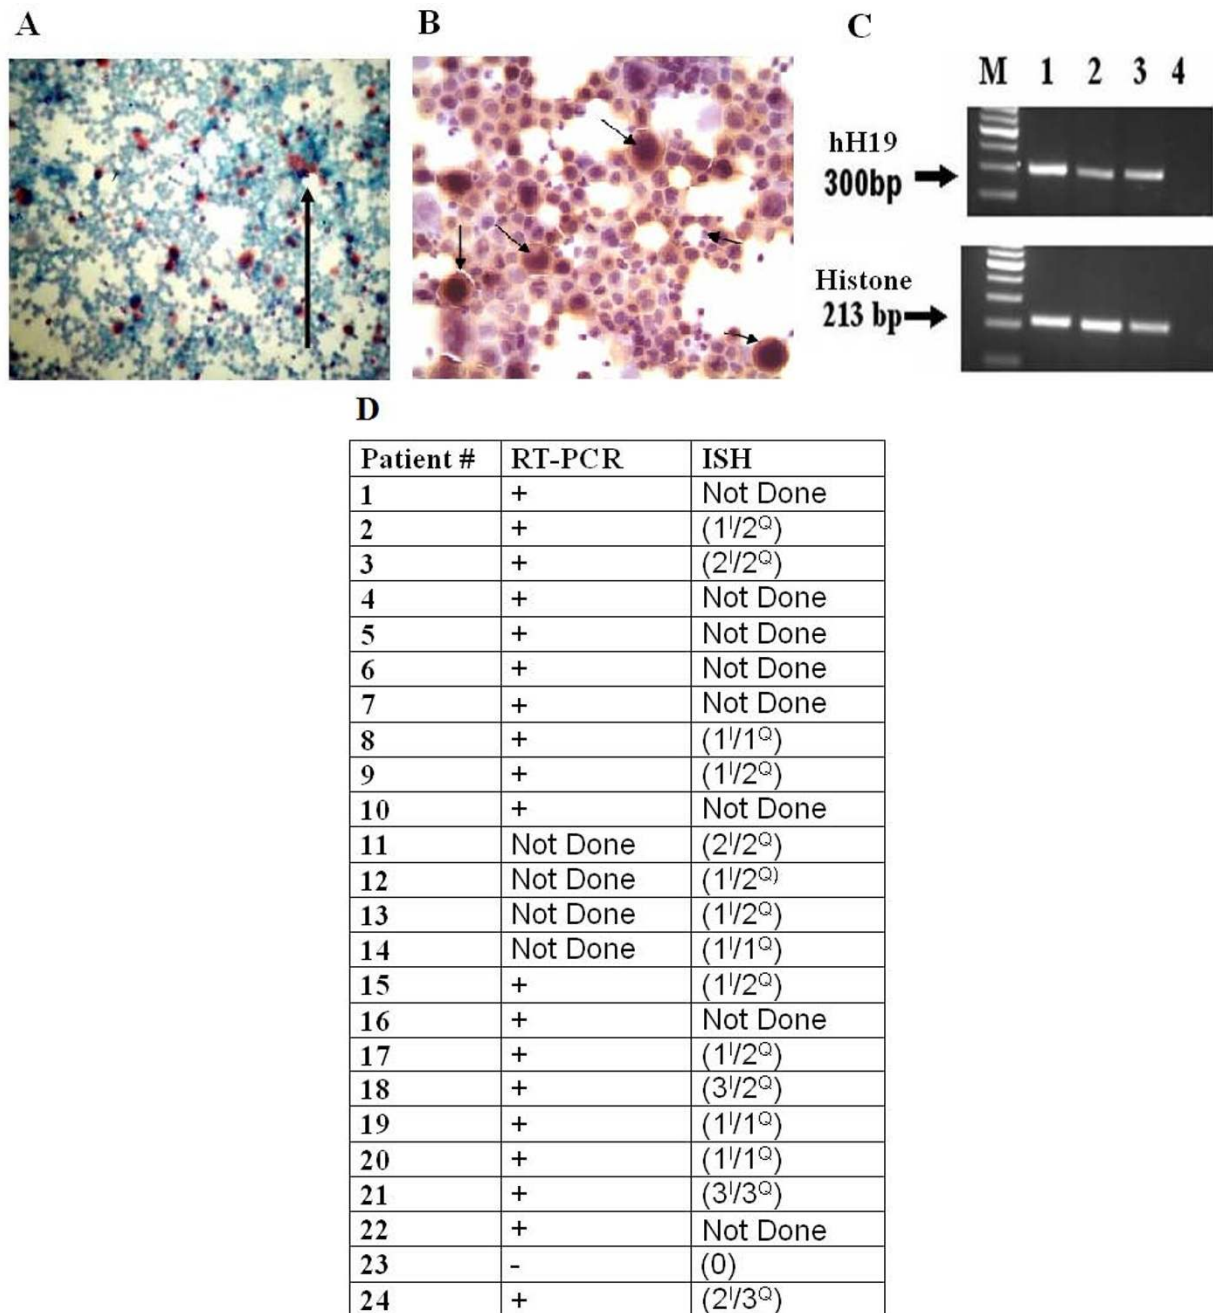 A
B
C
M 1 2 3 4
hH19
300bp
Histone
213 bp
D
Patient # RT-PCR ISH
1 + Not Done
2 + (1ᴵ/2Q)
3 + (2ᴵ/2Q)
4 + Not Done
5 + Not Done
6 + Not Done
7 + Not Done
8 + (1ᴵ/1Q)
9 + (1ᴵ/2Q)
10 + Not Done
11 Not Done (2ᴵ/2Q)
12 Not Done (1ᴵ/2Q)
13 Not Done (1ᴵ/2Q)
14 Not Done (1ᴵ/1Q)
15 + (1ᴵ/2Q)
16 + Not Done
17 + (1ᴵ/2Q)
18 + (3ᴵ/2Q)
19 + (1ᴵ/1Q)
20 + (1ᴵ/1Q)
21 + (3ᴵ/3Q)
22 + Not Done
23 - (0)
24 + (2ᴵ/3Q)